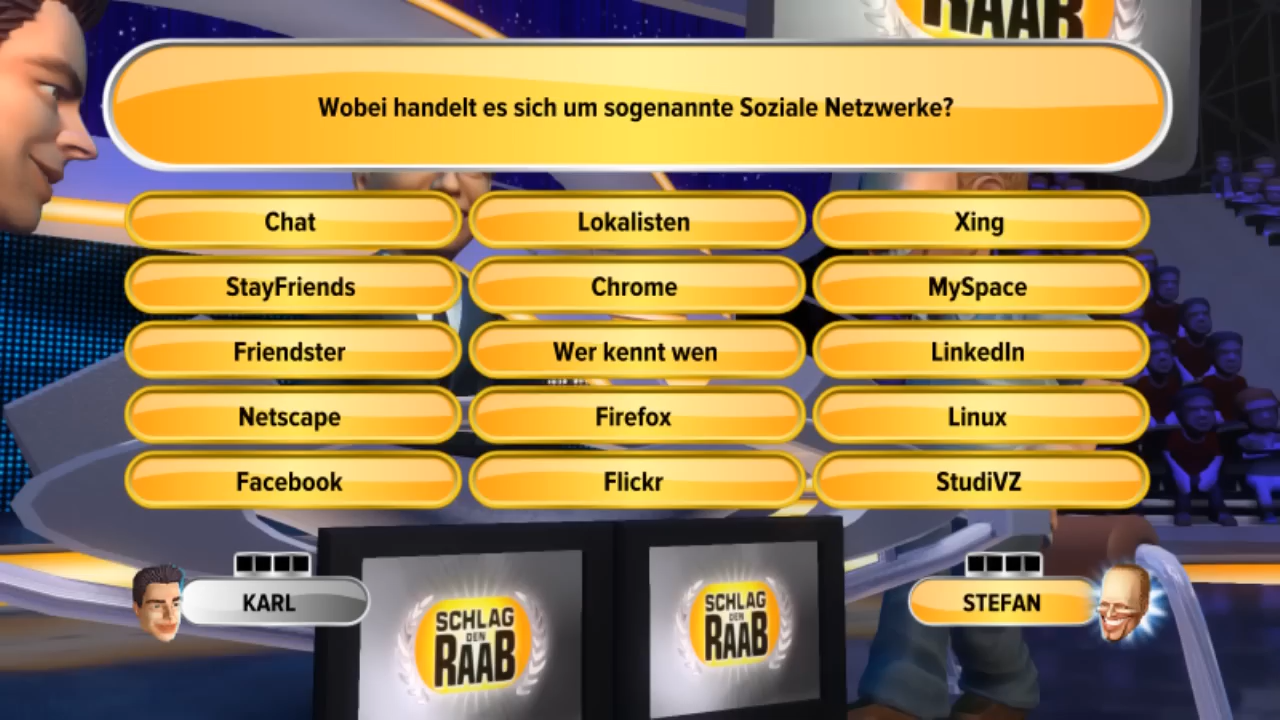 RAAB
Wobei handelt es sich um sogenannte Soziale Netzwerke?
Chat
Lokalisten
Xing
StayFriends
Chrome
MySpace
Friendster
Wer kennt wen
LinkedIn
Netscape
Firefox
Linux
Facebook
Flickr
StudiVZ
KARL
STEFAN
SCHLAG
DEN
RAAB
SCHLAG
DEN
RAAB